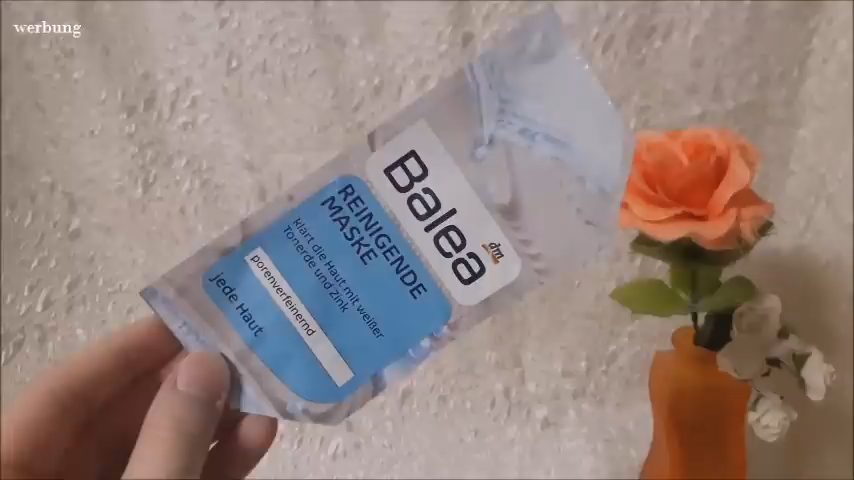 werbung
Balea
dm
REINIGENDE
MASKE
klärt die Haut mit weißer
Tonerde und Zink
porenverfeinernd
jede Haut